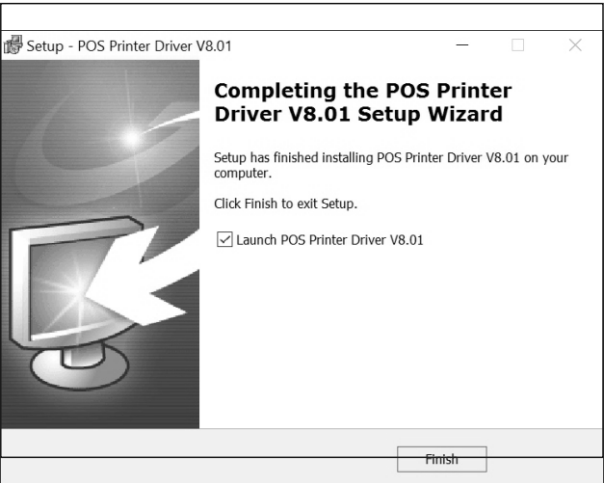 Setup - POS Printer Driver V8.01
Completing the POS Printer
Driver V8.01 Setup Wizard
Setup has finished installing POS Printer Driver V8.01 on your
computer.
Click Finish to exit Setup.
Launch POS Printer Driver V8.01
Finish